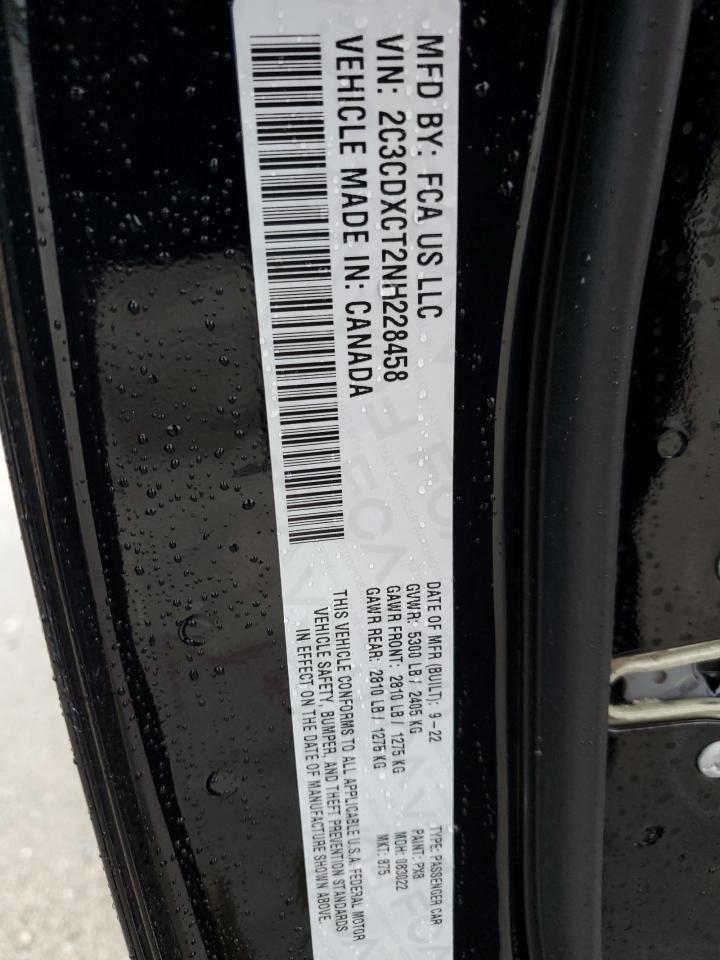 MFD BY: FCA US LLC
VIN: 2C3CDXCT2NH228458
VEHICLE MADE IN: CANADA
DATE OF MFR (BUILT): 9-22
GVWR: 5300 LB / 2405 KG
GAWR FRONT: 2810 LB / 1275 KG
GAWR REAR: 2810 LB / 1275 KG
THIS VEHICLE CONFORMS TO ALL APPLICABLE U.S.A. FEDERAL MOTOR
VEHICLE SAFETY, BUMPER, AND THEFT PREVENTION STANDARDS
IN EFFECT ON THE DATE OF MANUFACTURE SHOWN ABOVE.
TYPE: PASSENGER CAR
PAINT: PX8
MDH: 083022
MKT: 875